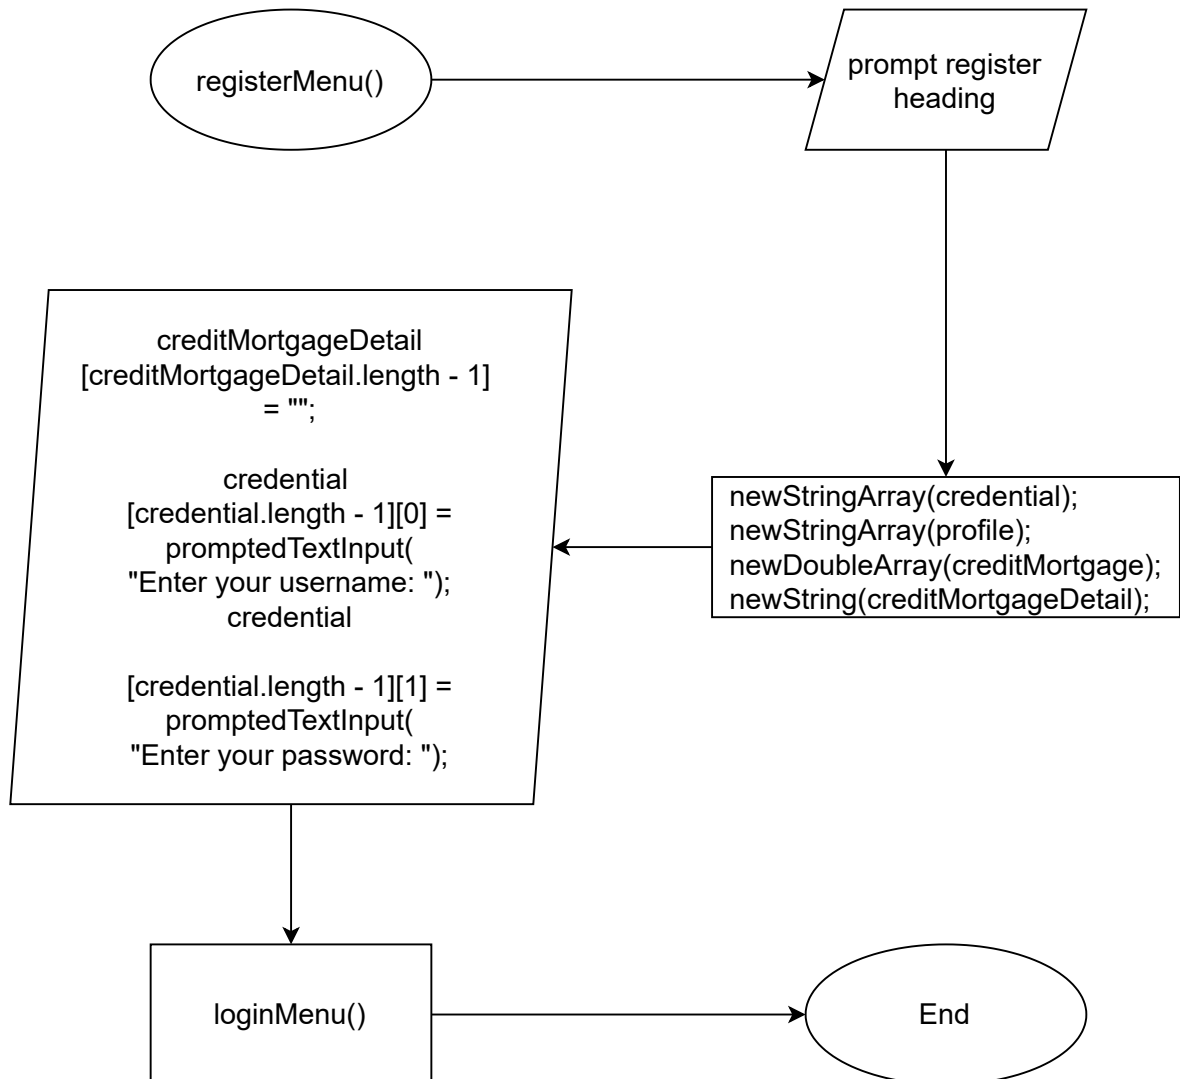 registerMenu()
prompt register
heading
newStringArray(credential);
newStringArray(profile);
newDoubleArray(creditMortgage);
newString(creditMortgageDetail);
creditMortgageDetail
[creditMortgageDetail.length - 1]
= "";
credential
[credential.length - 1][0] =
promptedTextInput(
"Enter your username: ");
credential
[credential.length - 1][1] =
promptedTextInput(
"Enter your password: ");
loginMenu()
End